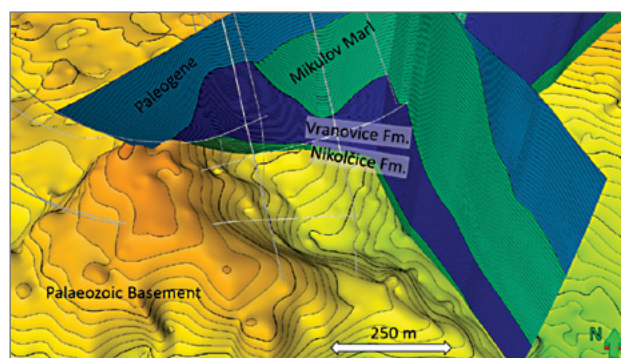 Paleogene
Mikulov Marl
Vranovice Fm.
Nikolčice Fm.
Palaeozoic Basement
250 m
N